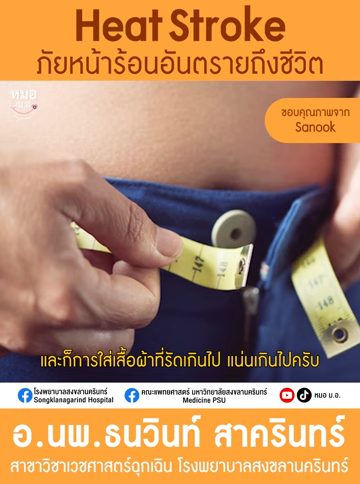 Heat Stroke
ภัยหน้าร้อนอันตรายถึงชีวิต
หมอ
ขอบคุณภาพจาก
Sanook
147
148
148
และก็การใส่เสื้อผ้าที่รัดเกินไป แน่นเกินไปครับ
โรงพยาบาลสงขลานครินทร์
Songklanagarind Hospital
คณะแพทยศาสตร์ มหาวิทยาลัยสงขลานครินทร์
Medicine PSU
หมอ ม.อ.
อ.นพ.ธนวินท์ สาครินทร์
สาขาวิชาเวชศาสตร์ฉุกเฉิน โรงพยาบาลสงขลานครินทร์